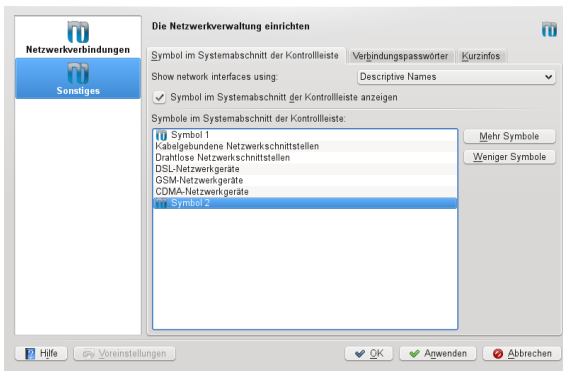 Netzwerkverbindungen
Sonstiges
Die Netzwerkverwaltung einrichten
Symbol im Systemabschnitt der Kontrollleiste
Verbindungspasswörter
Kurzinfos
Show network interfaces using:
Descriptive Names
Symbol im Systemabschnitt der Kontrollleiste anzeigen
Symbole im Systemabschnitt der Kontrollleiste:
Symbol 1
Kabelgebundene Netzwerkschnittstellen
Drahtlose Netzwerkschnittstellen
DSL-Netzwerkgeräte
GSM-Netzwerkgeräte
CDMA-Netzwerkgeräte
Symbol 2
Mehr Symbole
Weniger Symbole
Hilfe
Voreinstellungen
OK
Anwenden
Abbrechen